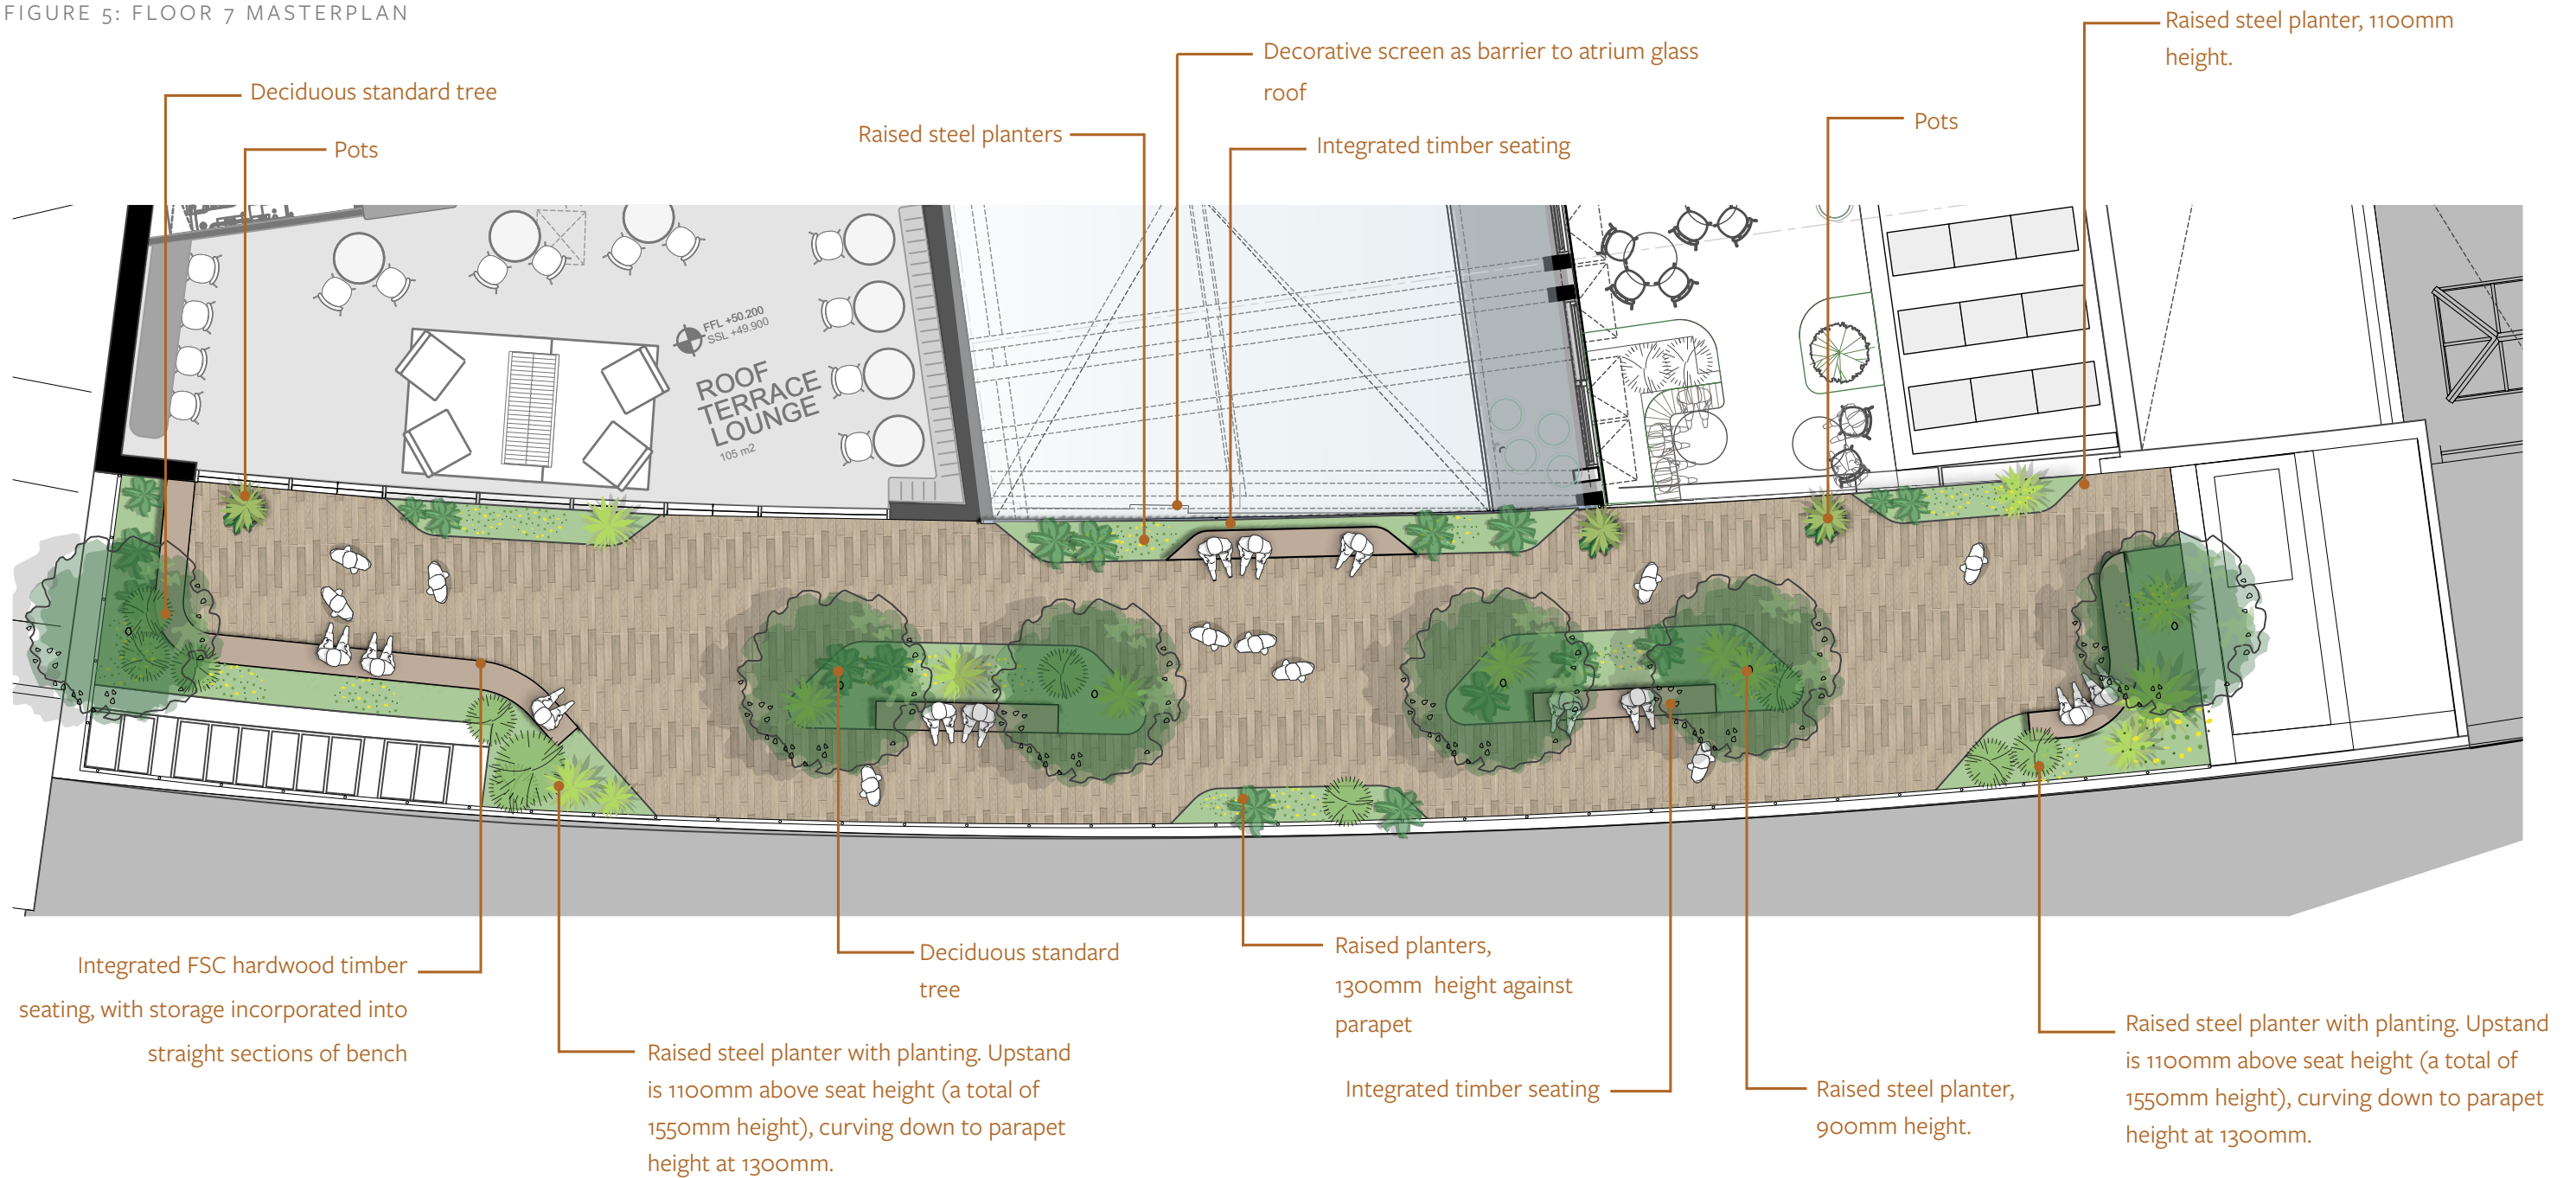 FIGURE 5: FLOOR 7 MASTERPLAN
Deciduous standard tree
Pots
Raised steel planters
Decorative screen as barrier to atrium glass
roof
Integrated timber seating
Pots
Raised steel planter, 1100mm
height.
FFL +50.200
SSL +49.900
ROOF
TERRACE
LOUNGE
105 m2
Integrated FSC hardwood timber
seating, with storage incorporated into
straight sections of bench
Raised steel planter with planting. Upstand
is 1100mm above seat height (a total of
1550mm height), curving down to parapet
height at 1300mm.
Deciduous standard
tree
Raised planters,
1300mm height against
parapet
Integrated timber seating
Raised steel planter,
900mm height.
Raised steel planter with planting. Upstand
is 1100mm above seat height (a total of
1550mm height), curving down to parapet
height at 1300mm.